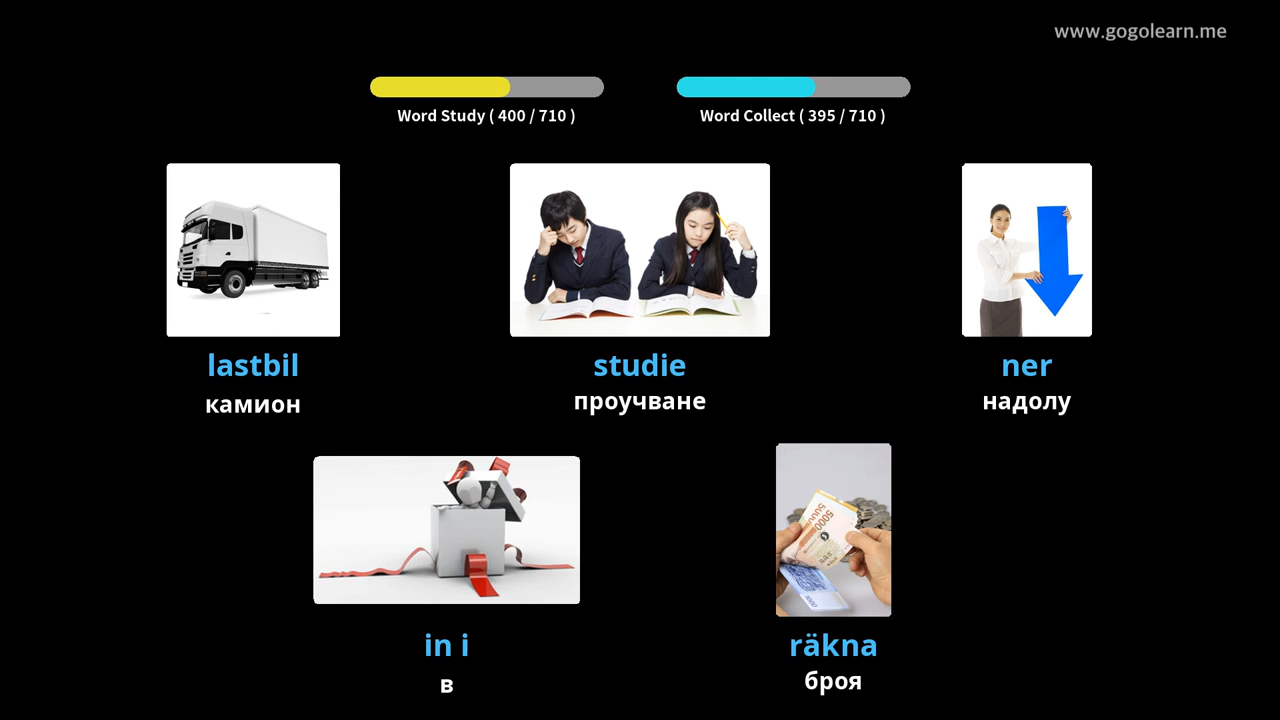 www.gogolearn.me
Word Study ( 400 / 710 )
Word Collect ( 395 / 710 )
lastbil
камион
studie
проучване
ner
надолу
in i
в
räkna
броя
5000